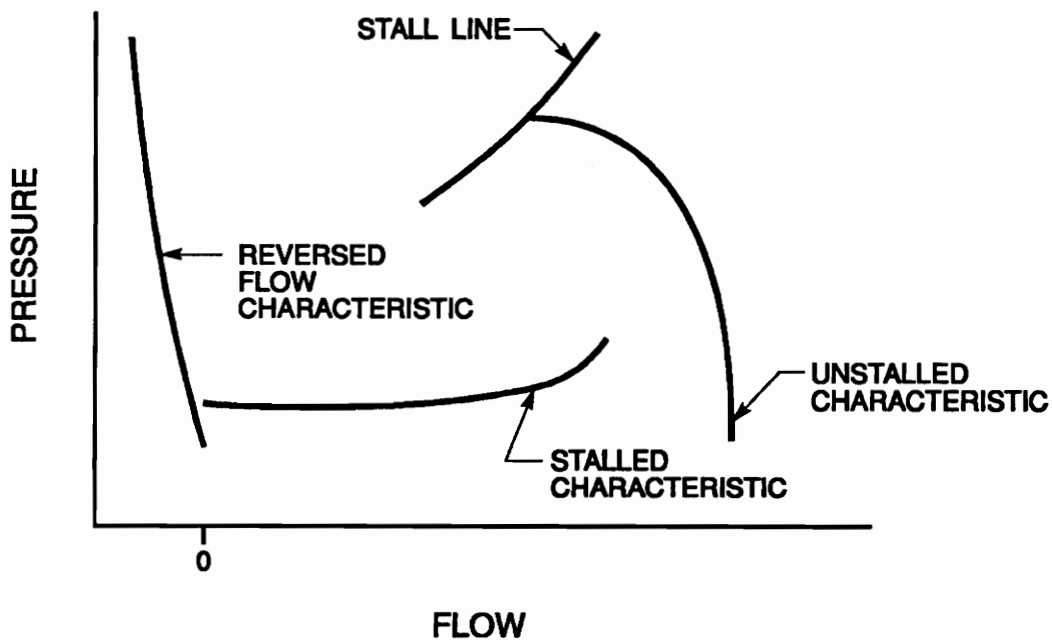 STALL LINE
PRESSURE
REVERSED
FLOW
CHARACTERISTIC
UNSTALLED
CHARACTERISTIC
STALLED
CHARACTERISTIC
0
FLOW